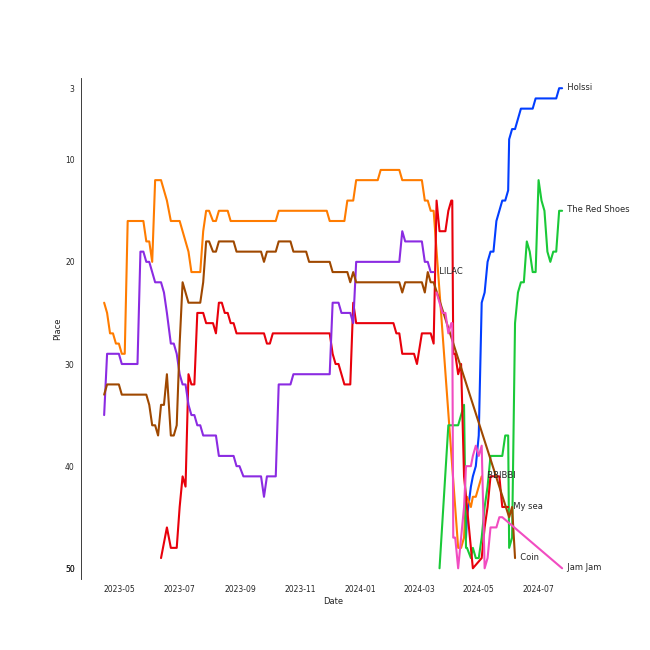 3
Holssi
10
The Red Shoes
20
LILAC
Place
30
40
BBIBBI
My sea
50
Coin
Jam Jam
2023-05
2023-07
2023-09
2023-11
2024-01
2024-03
2024-05
2024-07
Date